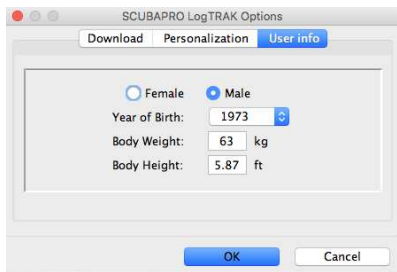 SCUBAPRO LogTRAK Options
Download Personalization User info
Female Male
Year of Birth: 1973
Body Weight: 63 kg
Body Height: 5.87 ft
OK Cancel